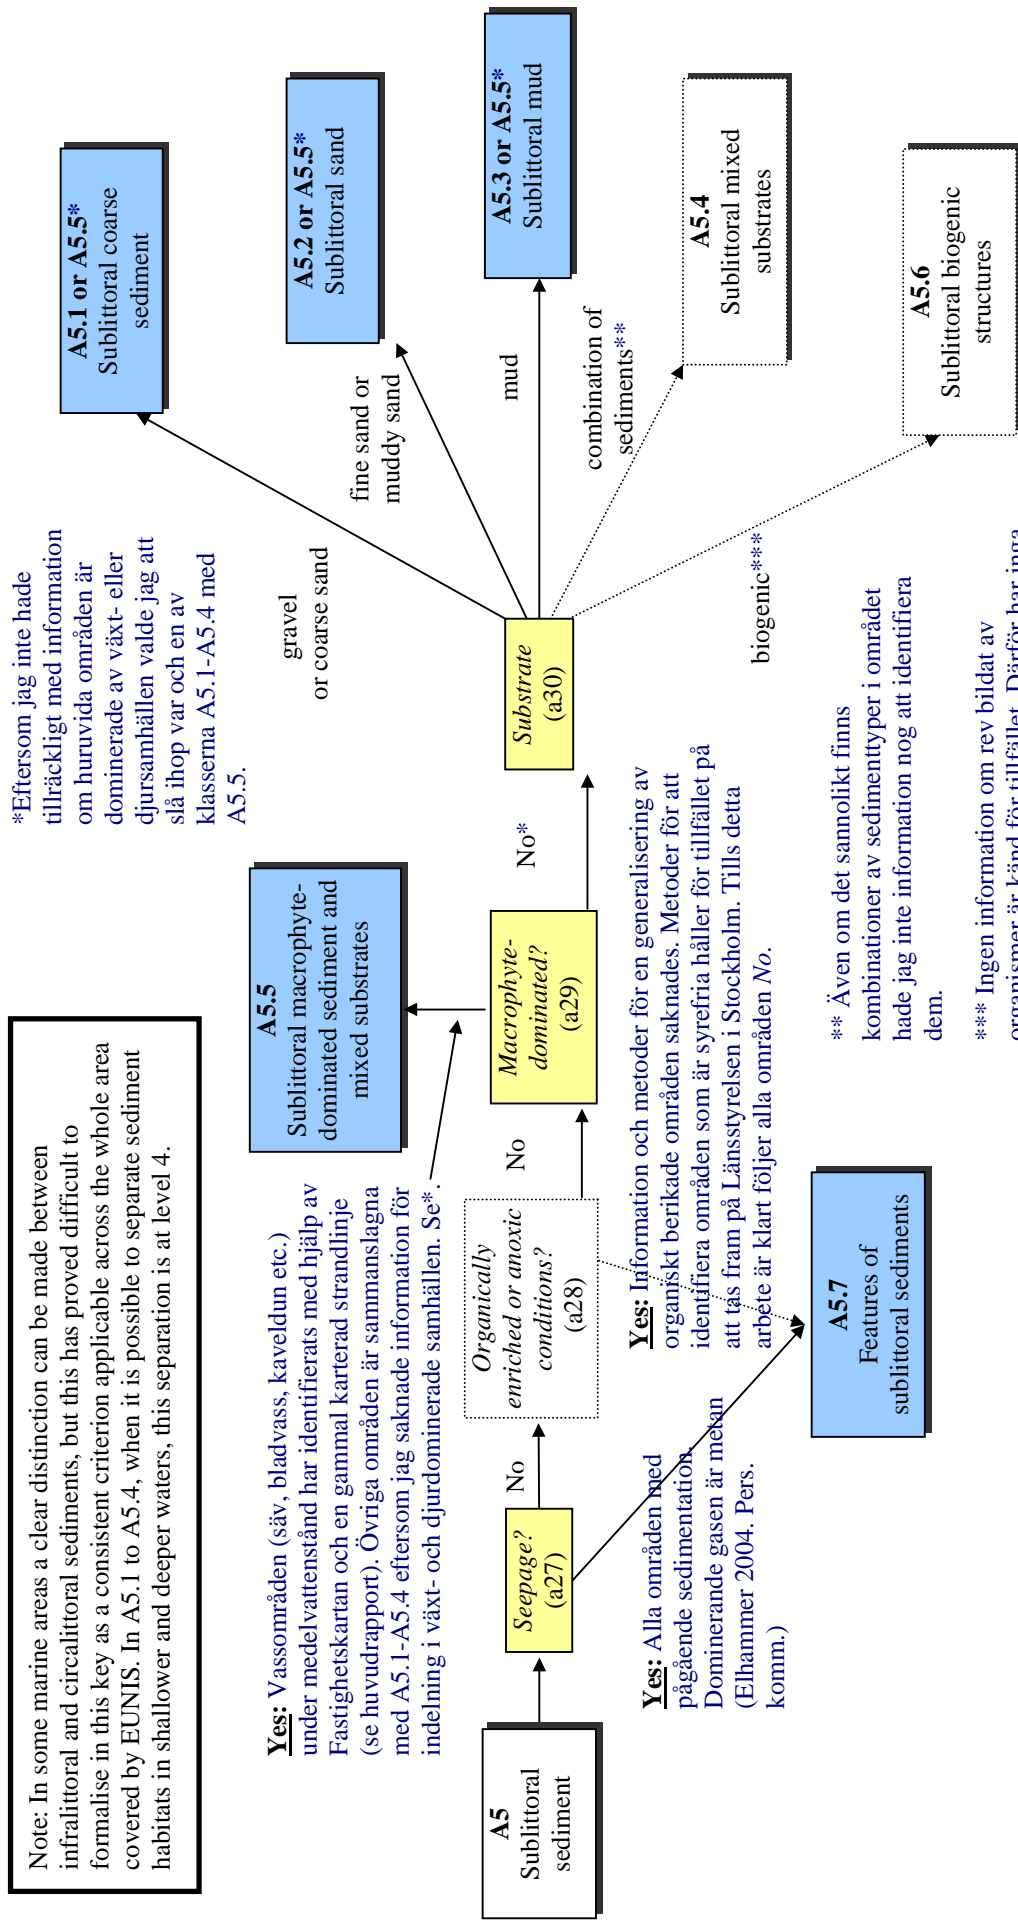 Note: In some marine areas a clear distinction can be made between
infralittoral and circalittoral sediments, but this has proved difficult to
formalise in this key as a consistent criterion applicable across the whole area
covered by EUNIS. In A5.1 to A5.4, when it is possible to separate sediment
habitats in shallower and deeper waters, this separation is at level 4.
*Eftersom jag inte hade
tillräckligt med information
om huruvida områden är
dominerade av växt- eller
djursamhällen valde jag att
slå ihop var och en av
klasserna A5.1-A5.4 med
A5.5.
A5
Sublittoral
sediment
Seepage?
(a27)
No
Yes: Alla områden med
pågående sedimentation.
Dominerande gasen är metan
(Elhammer 2004. Pers.
komm.)
Organically
enriched or anoxic
conditions?
(a28)
No
Yes: Information och metoder för en generalisering av
organiskt berikade områden saknades. Metoder för att
identifiera områden som är syrefria håller för tillfället på
att tas fram på Länsstyrelsen i Stockholm. Tills detta
arbete är klart följer alla områden No.
A5.7
Features of
sublittoral sediments
Yes: Vassområden (säv, bladvass, kaveldun etc.)
under medelvattenstånd har identifierats med hjälp av
Fastighetskartan och en gammal karterad strandlinje
(se huvudrapport). Övriga områden är sammanslagna
med A5.1-A5.4 eftersom jag saknade information för
indelning i växt- och djurdominerade samhällen. Se*.
Macrophyte-
dominated?
(a29)
A5.5
Sublittoral macrophyte-
dominated sediment and
mixed substrates
No*
Substrate
(a30)
gravel
or coarse sand
A5.1 or A5.5*
Sublittoral coarse
sediment
fine sand or
muddy sand
A5.2 or A5.5*
Sublittoral sand
mud
A5.3 or A5.5*
Sublittoral mud
combination of
sediments**
A5.4
Sublittoral mixed
substrates
biogenic***
A5.6
Sublittoral biogenic
structures
** Även om det sannolikt finns
kombinationer av sedimenttyper i området
hade jag inte information nog att identifiera
dem.
*** Ingen information om rev bildat av
organismer är känd för tillfället. Därför har inga